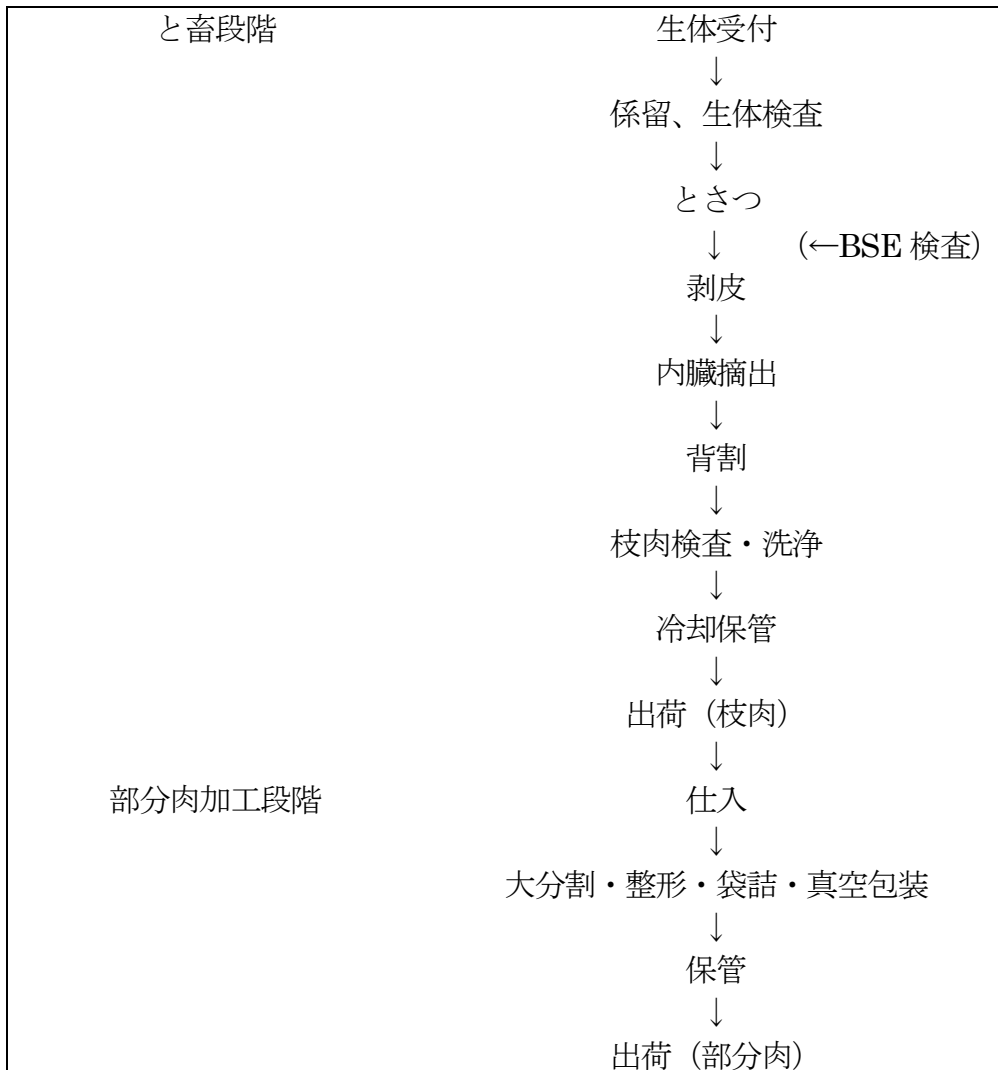 と畜段階 生体受付
↓
係留、生体検査
↓
とさつ
↓ (←BSE 検査)
剥皮
↓
内臓摘出
↓
背割
↓
枝肉検査・洗浄
↓
冷却保管
↓
出荷（枝肉）
↓
部分肉加工段階 仕入
↓
大分割・整形・袋詰・真空包装
↓
保管
↓
出荷（部分肉）